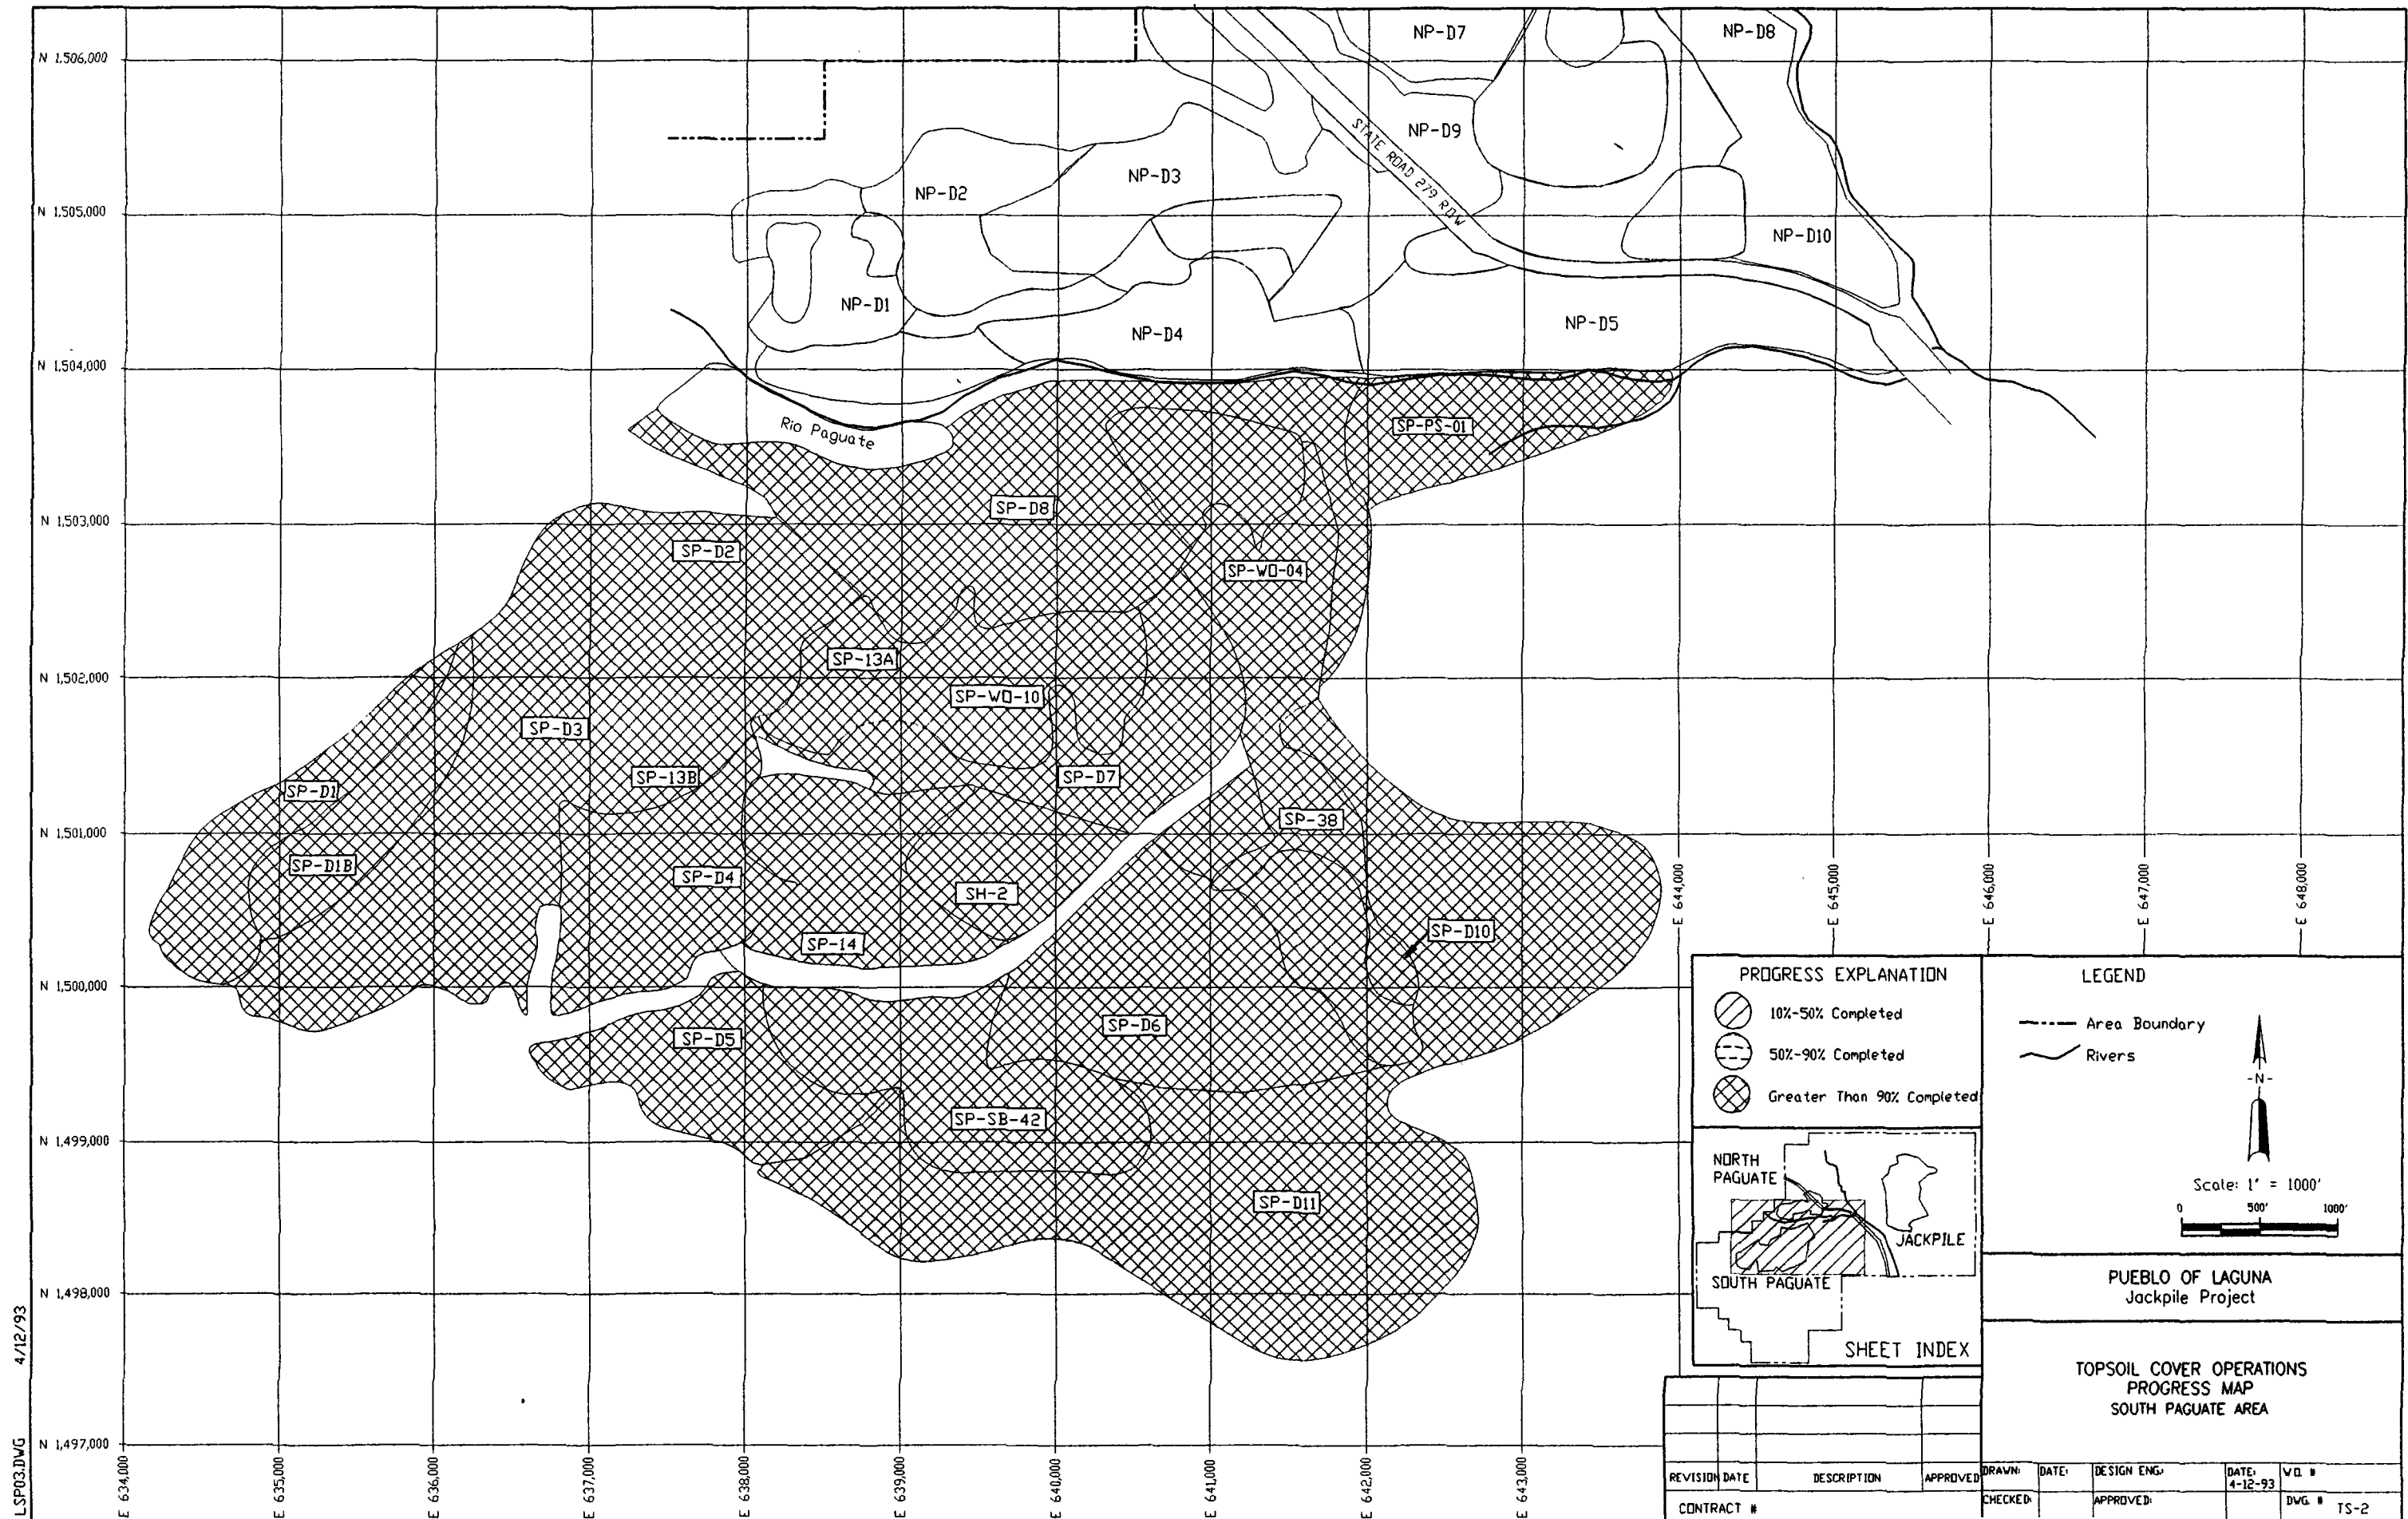 NP-D7
NP-D8
N 1,506,000
STATE ROAD 279 ROW
NP-D9
NP-D3
NP-D2
N 1,505,000
NP-D10
NP-D1
NP-D5
NP-D4
N 1,504,000
Rio Paguate
SP-PS-01
SP-D8
N 1,503,000
SP-D2
SP-WO-04
SP-13A
N 1,502,000
SP-WO-10
SP-D3
SP-13B
SP-D7
SP-D1
SP-38
N 1,501,000
SP-D1B
SP-D4
SH-2
E 644,000
E 645,000
E 646,000
E 647,000
E 648,000
SP-D10
SP-14
N 1,500,000
SP-D6
SP-D5
SP-SB-42
N 1,499,000
SP-D11
N 1,498,000
N 1,497,000
E 634,000
E 635,000
E 636,000
E 637,000
E 638,000
E 639,000
E 640,000
E 641,000
E 642,000
E 643,000
LSP03.DWG 4/12/93
PROGRESS EXPLANATION
10%-50% Completed
50%-90% Completed
Greater Than 90% Completed
LEGEND
Area Boundary
Rivers
-N-
Scale: 1" = 1000'
0 500' 1000'
NORTH
PAGUATE
JACKPILE
SOUTH PAGUATE
SHEET INDEX
PUEBLO OF LAGUNA
Jackpile Project
TOPSOIL COVER OPERATIONS
PROGRESS MAP
SOUTH PAGUATE AREA
REVISION DATE DESCRIPTION APPROVED
CONTRACT #
DRAWN: DATE: DESIGN ENG.: DATE: 4-12-93 W.O. #
CHECKED: APPROVED: DWG. # TS-2